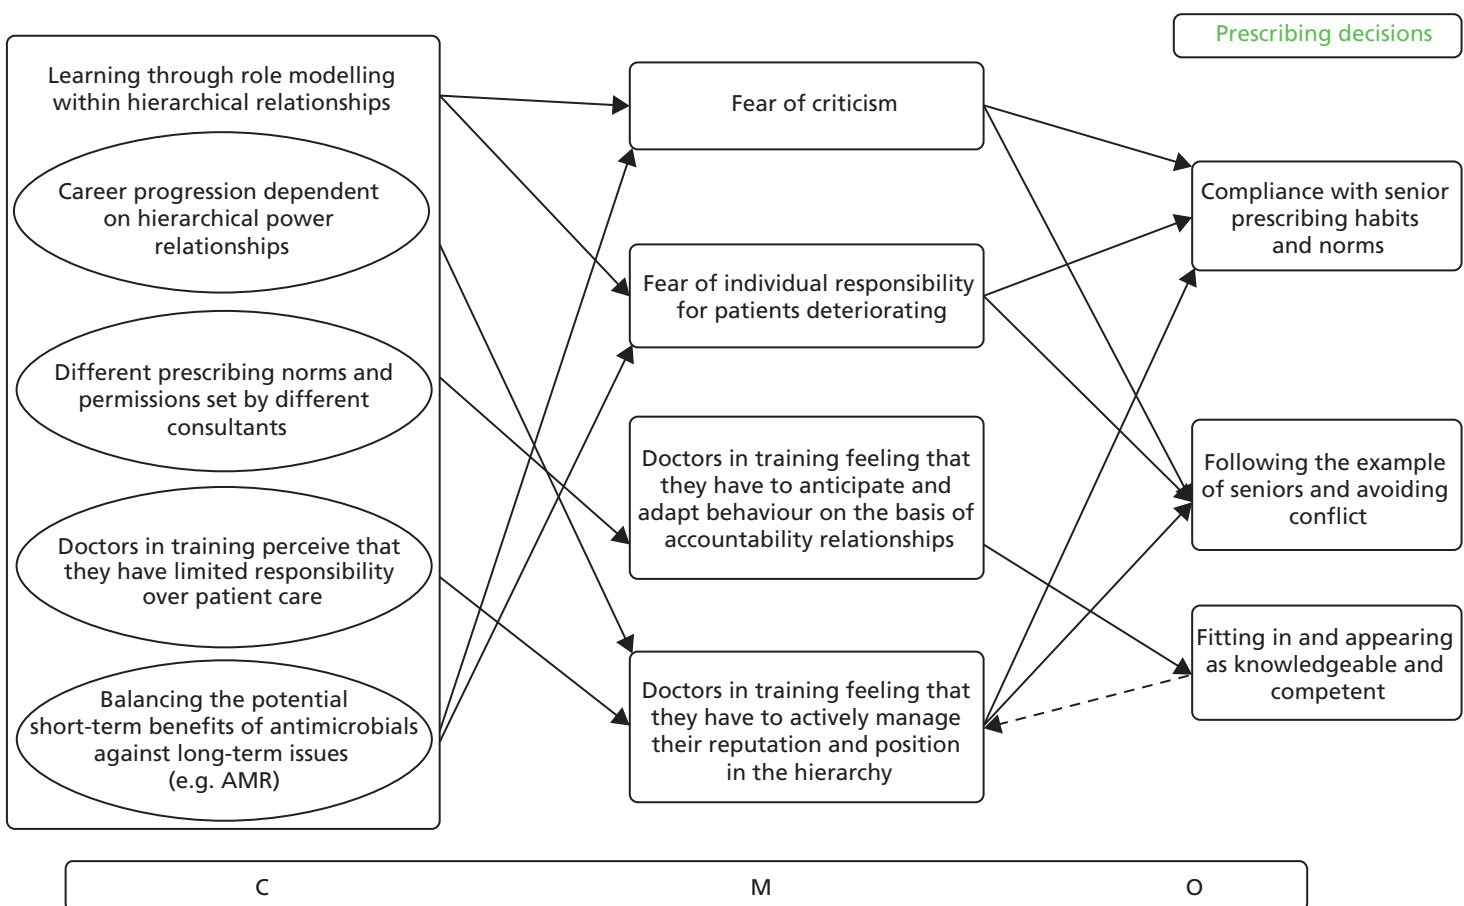 Prescribing decisions
Learning through role modelling
within hierarchical relationships
Career progression dependent
on hierarchical power
relationships
Different prescribing norms and
permissions set by different
consultants
Doctors in training perceive that
they have limited responsibility
over patient care
Balancing the potential
short-term benefits of antimicrobials
against long-term issues
(e.g. AMR)
Fear of criticism
Fear of individual responsibility
for patients deteriorating
Doctors in training feeling that
they have to anticipate and
adapt behaviour on the basis of
accountability relationships
Doctors in training feeling that
they have to actively manage
their reputation and position
in the hierarchy
Compliance with senior
prescribing habits
and norms
Following the example
of seniors and avoiding
conflict
Fitting in and appearing
as knowledgeable and
competent
C
M
O